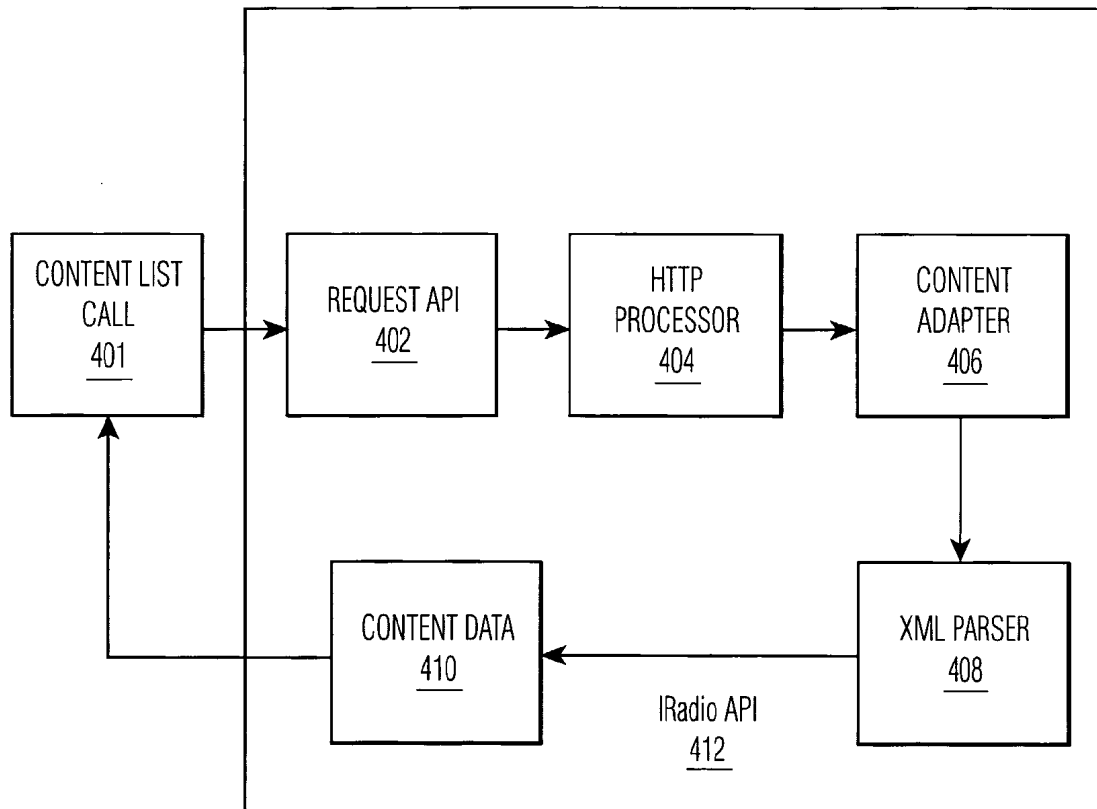 CONTENT LIST
CALL
401
REQUEST API
402
HTTP
PROCESSOR
404
CONTENT
ADAPTER
406
CONTENT DATA
410
XML PARSER
408
IRadio API
412